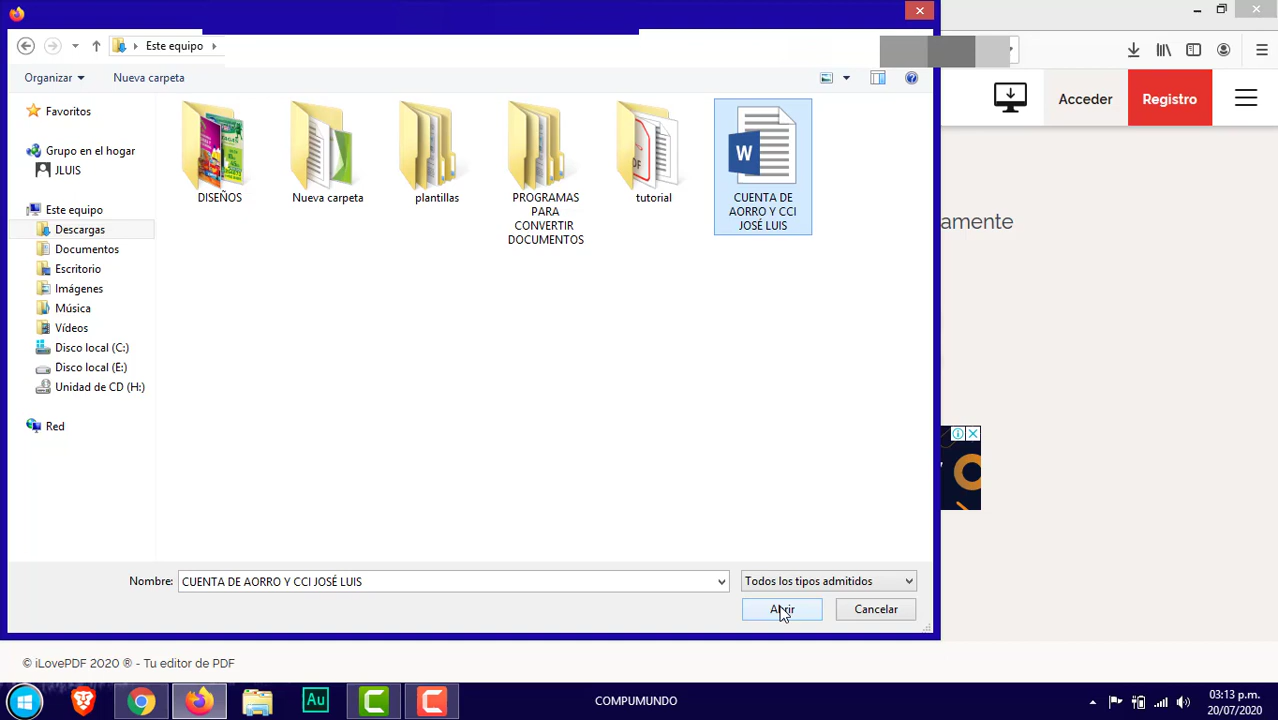 Este equipo
Organizar
Nueva carpeta
Acceder
Registro
Favoritos
Grupo en el hogar
JLUIS
Este equipo
Descargas
Documentos
Escritorio
Imágenes
Música
Vídeos
Disco local (C:)
Disco local (E:)
Unidad de CD (H:)
Red
DISEÑOS
Nueva carpeta
plantillas
PROGRAMAS
PARA
CONVERTIR
DOCUMENTOS
tutorial
W
CUENTA DE
AORRO Y CCI
JOSÉ LUIS
amente
Nombre:
CUENTA DE AORRO Y CCI JOSÉ LUIS
Todos los tipos admitidos
Abrir
Cancelar
© iLovePDF 2020 ® - Tu editor de PDF
Au
COMPUMUNDO
03:13 p.m.
20/07/2020